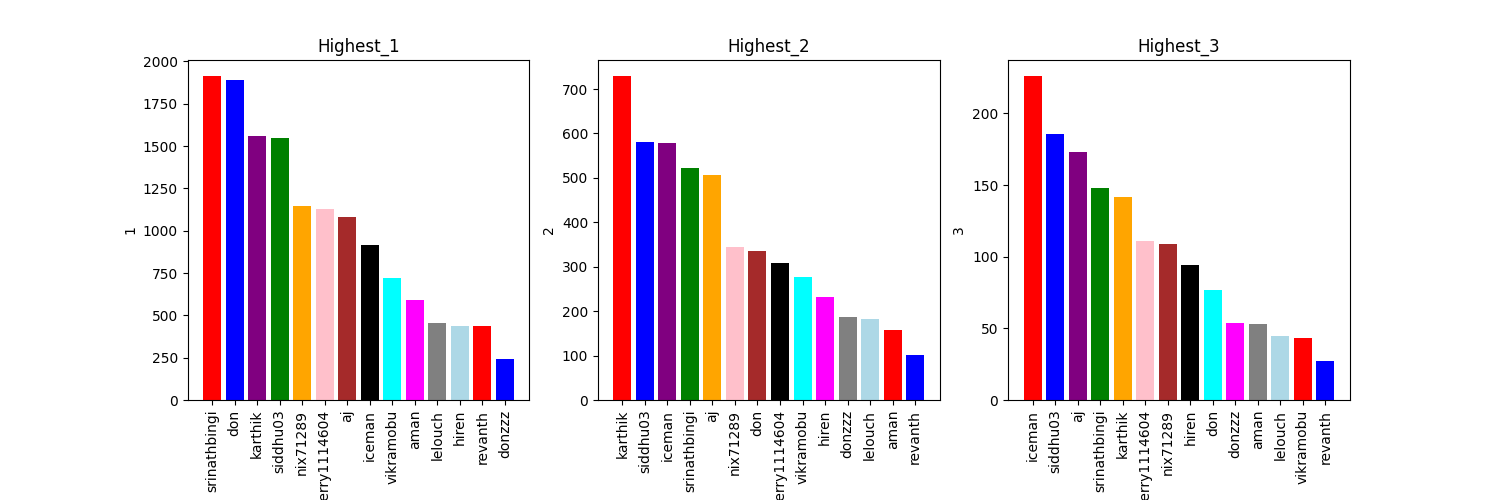 Highest_1
2000
1750
1500
1250
1000
750
500
250
0
1
srinathbingi
don
karthik
siddhu03
nix71289
erry1114604
aj
iceman
vikramobu
aman
lelouch
hiren
revanth
donzzz
Highest_2
700
600
500
400
300
200
100
0
2
karthik
siddhu03
iceman
srinathbingi
aj
nix71289
don
erry1114604
vikramobu
hiren
donzzz
lelouch
aman
revanth
Highest_3
200
150
100
50
0
3
iceman
siddhu03
aj
srinathbingi
karthik
erry1114604
nix71289
hiren
don
donzzz
aman
lelouch
vikramobu
revanth